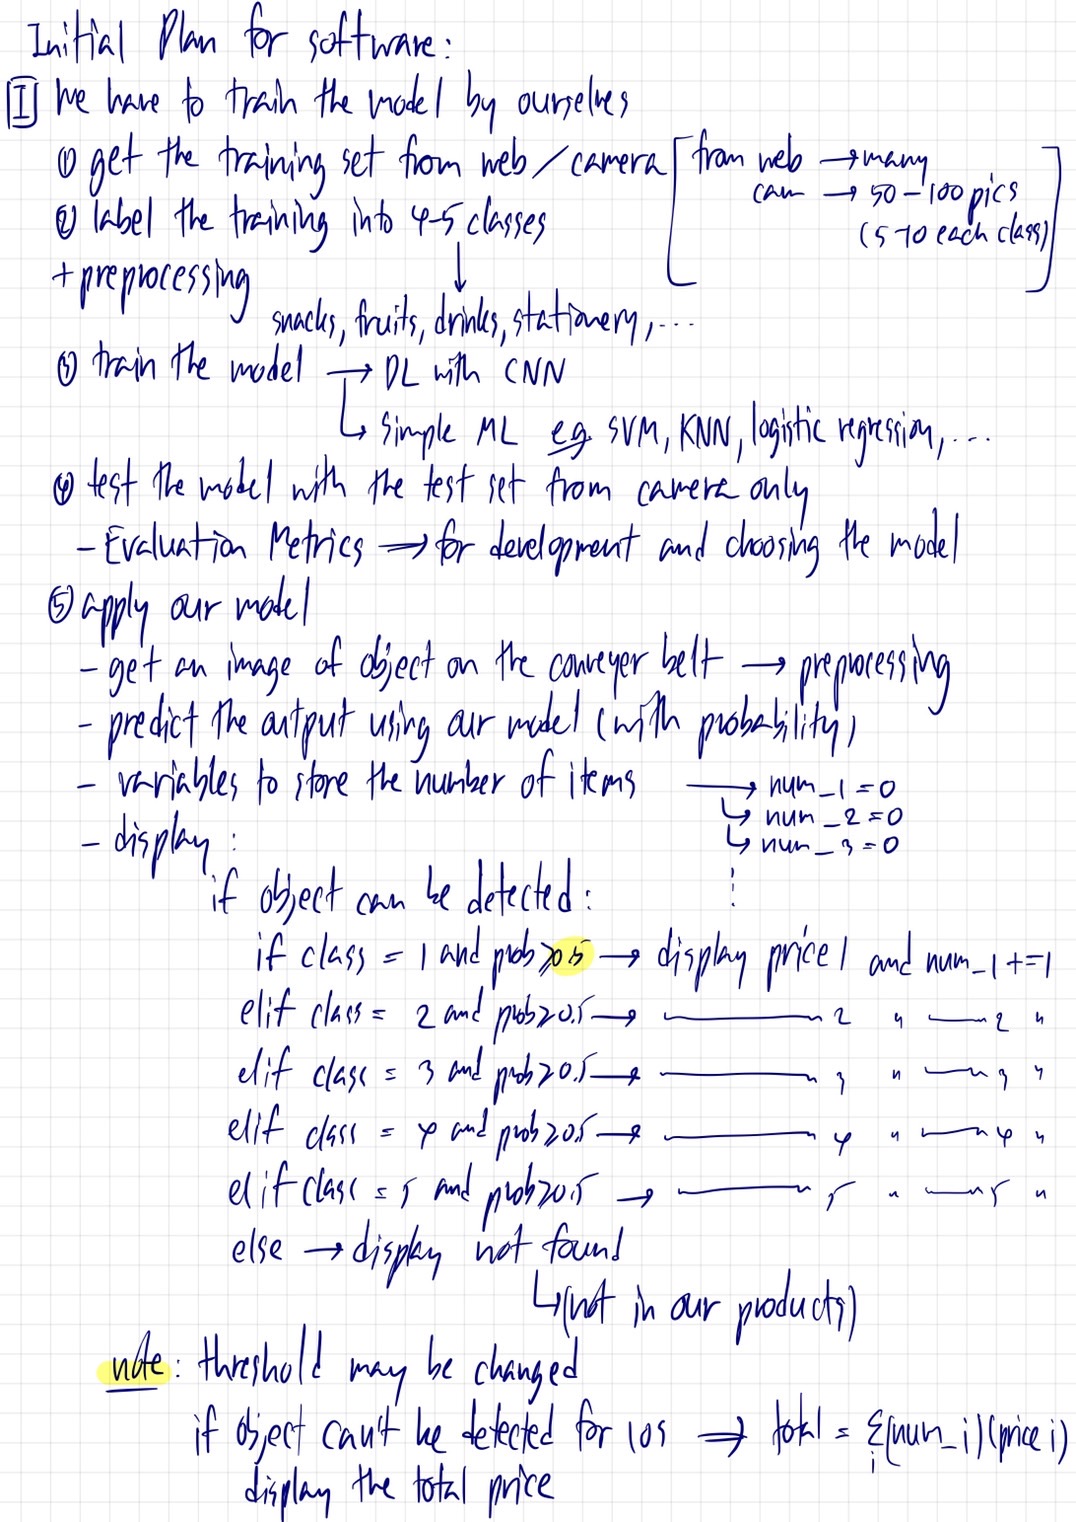 Initial Plan for software:
I We have to train the model by ourselves
① get the training set from web/camera [from web → many
cam → 50-100 pics
(5-10 each class)]
② label the training into 4-5 classes
+ preprocessing
snacks, fruits, drinks, stationery, ...
③ train the model → DL with CNN
↳ Simple ML eg SVM, KNN, logistic regression, ...
④ test the model with the test set from camera only
- Evaluation Metrics → for development and choosing the model
⑤ apply our model
- get an image of object on the conveyer belt → preprocessing
- predict the output using our model (with probability)
- variables to store the number of items → num_1 = 0
↳ num_2 = 0
↳ num_3 = 0
⋮
- display :
if object can be detected :
if class = 1 and prob ≥ 0.5 → display price 1 and num_1 += 1
elif class = 2 and prob ≥ 0.5 → —— 2 " —— 2 "
elif class = 3 and prob ≥ 0.5 → —— 3 " —— 3 "
elif class = 4 and prob ≥ 0.5 → —— 4 " —— 4 "
elif class = 5 and prob ≥ 0.5 → —— 5 " —— 5 "
else → display not found
↳ (not in our products)
note : threshold may be changed
if object can't be detected for 10s → total = Σ(num_i)(price i)
i
display the total price